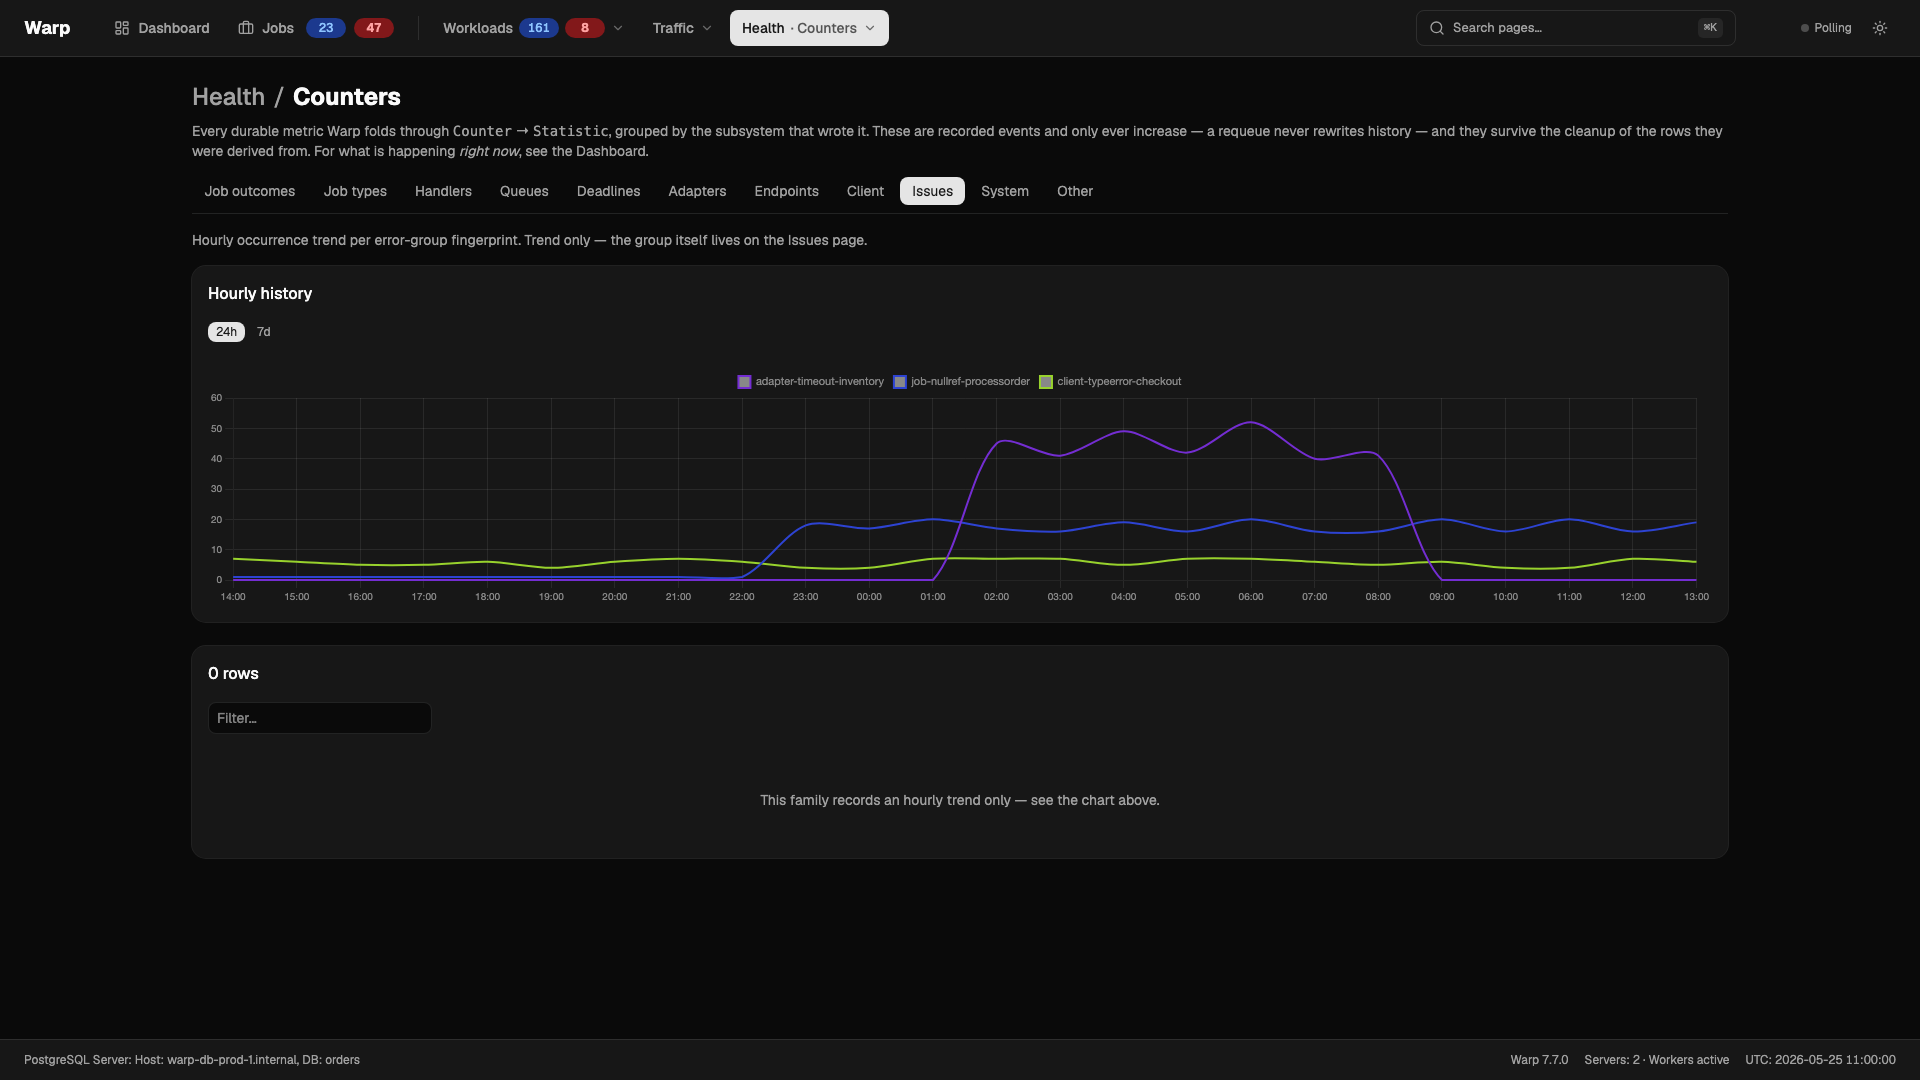 Warp
Dashboard
Jobs 23 47
Workloads 161 8
Traffic
Health · Counters
Search pages...
⌘K
Polling
Health / Counters
Every durable metric Warp folds through Counter → Statistic, grouped by the subsystem that wrote it. These are recorded events and only ever increase — a requeue never rewrites history — and they survive the cleanup of the rows they
were derived from. For what is happening right now, see the Dashboard.
Job outcomes Job types Handlers Queues Deadlines Adapters Endpoints Client Issues System Other
Hourly occurrence trend per error-group fingerprint. Trend only — the group itself lives on the Issues page.
Hourly history
24h 7d
adapter-timeout-inventory job-nullref-processorder client-typeerror-checkout
60
50
40
30
20
10
0
14:00 15:00 16:00 17:00 18:00 19:00 20:00 21:00 22:00 23:00 00:00 01:00 02:00 03:00 04:00 05:00 06:00 07:00 08:00 09:00 10:00 11:00 12:00 13:00
0 rows
Filter...
This family records an hourly trend only — see the chart above.
PostgreSQL Server: Host: warp-db-prod-1.internal, DB: orders
Warp 7.7.0
Servers: 2 · Workers active
UTC: 2026-05-25 11:00:00